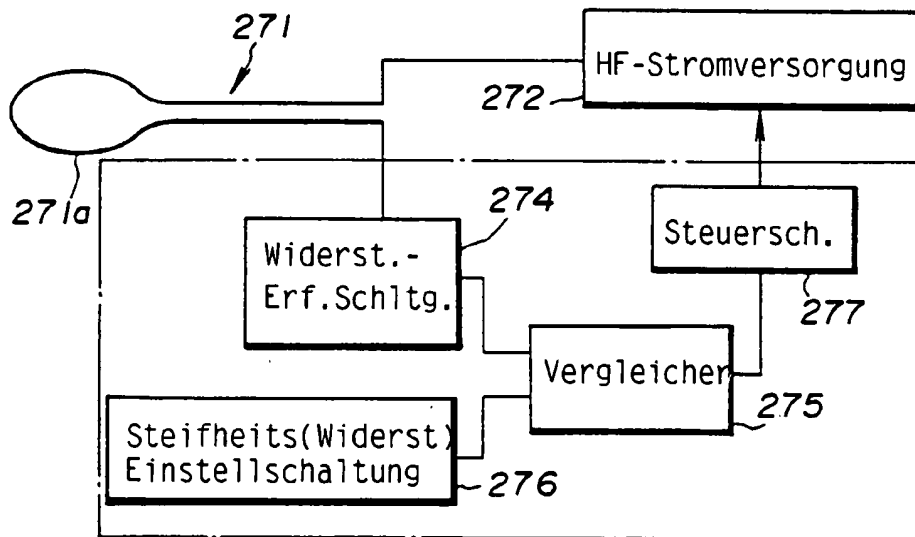 271
HF-Stromversorgung
272
271a
274
Widerst.-
Erf.Schltg.
Steuersch.
277
Vergleicher
275
Steifheits(Widerst)
Einstellschaltung
276